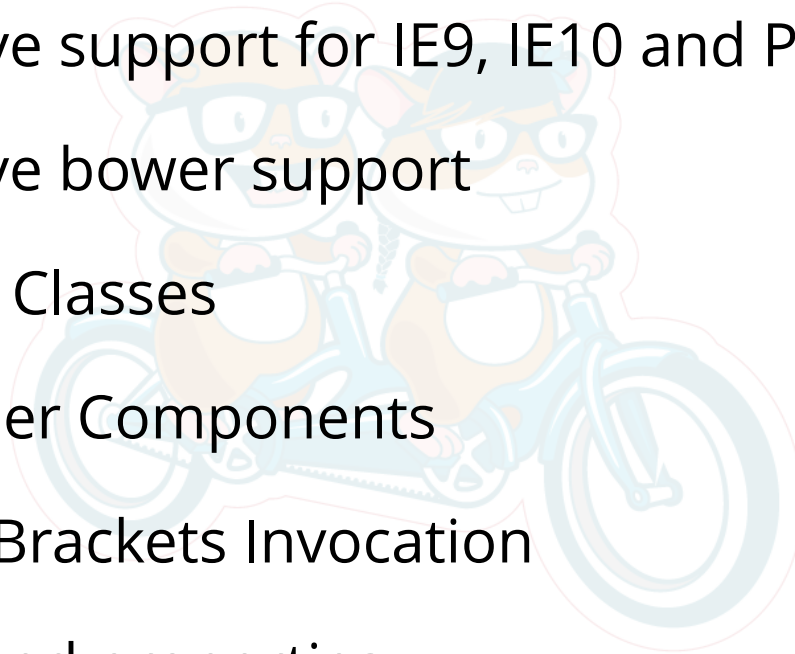 ve support for IE9, IE10 and P
ve bower support
Classes
er Components
Brackets Invocation